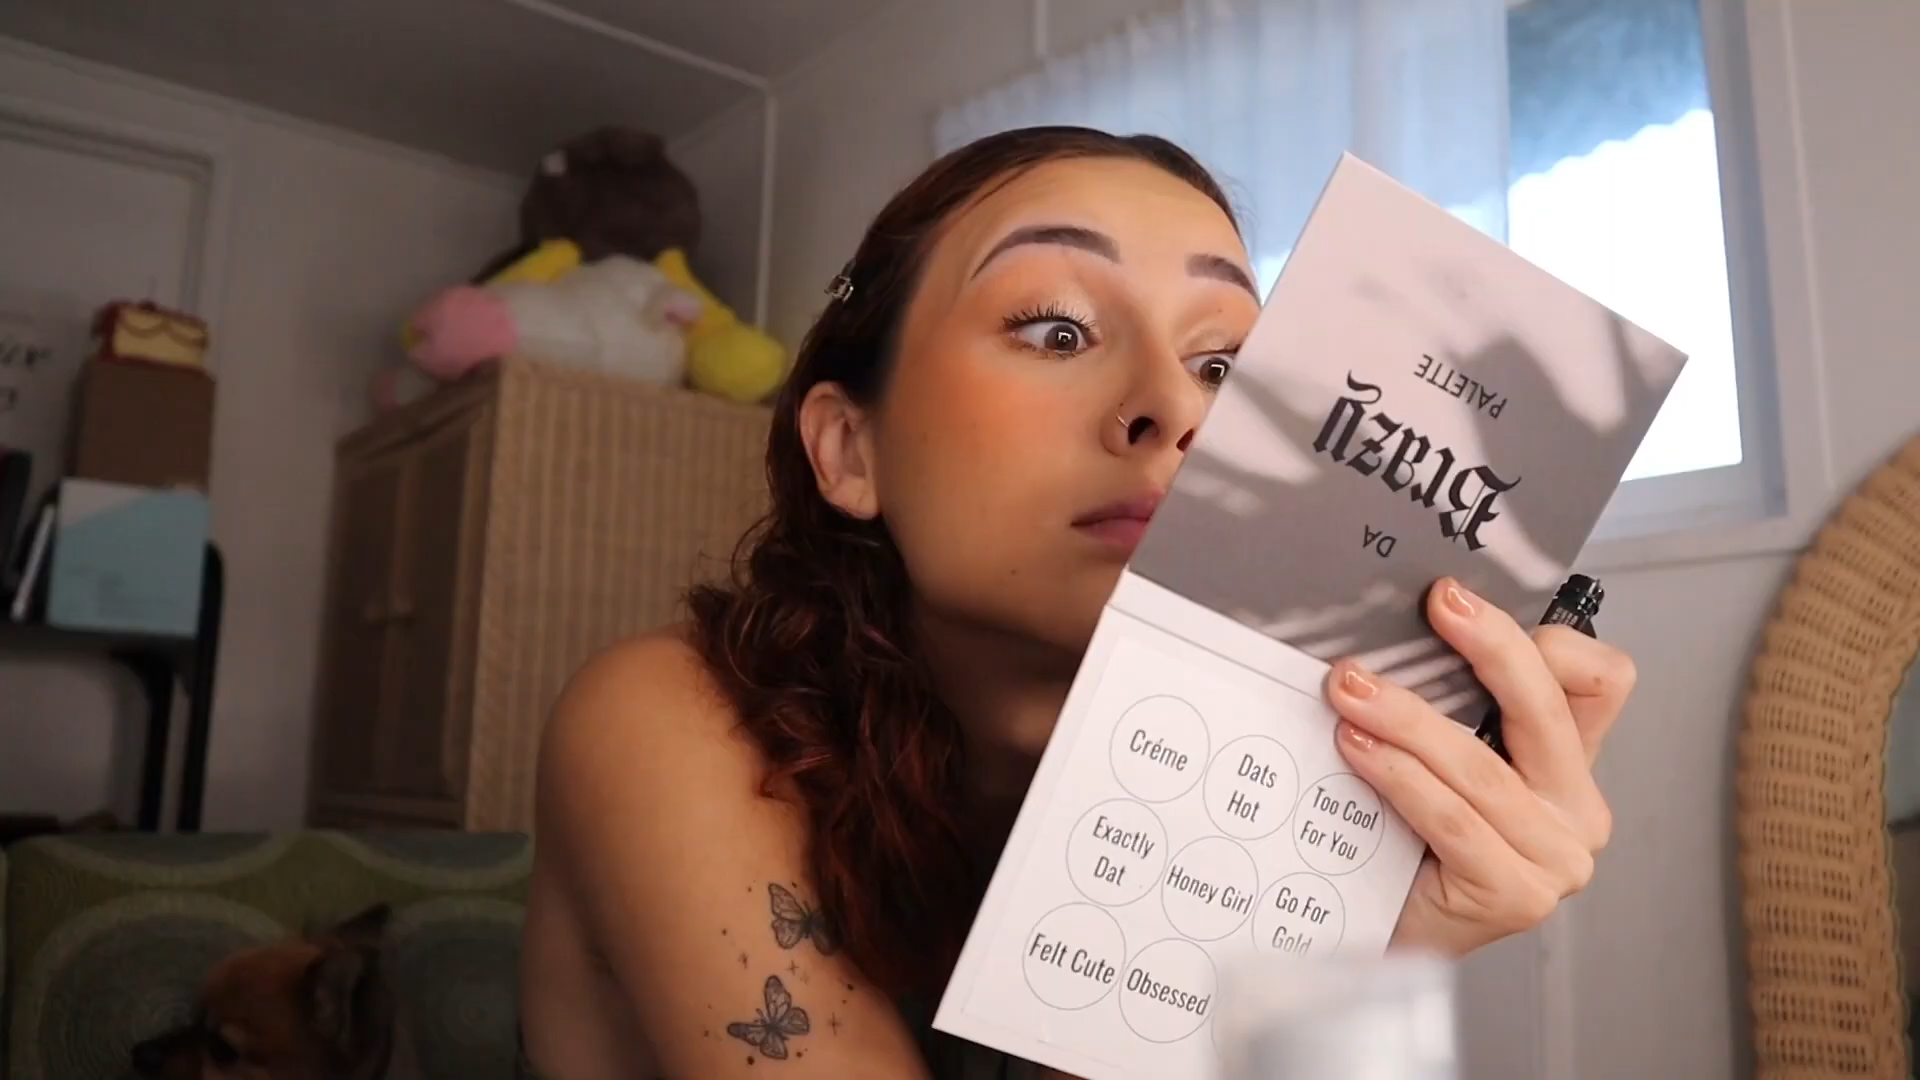 DA
Brazy
PALETTE
Créme
Dats
Hot
Too Cool
For You
Exactly
Dat
Honey Girl
Go For
Gold
Felt Cute
Obsessed